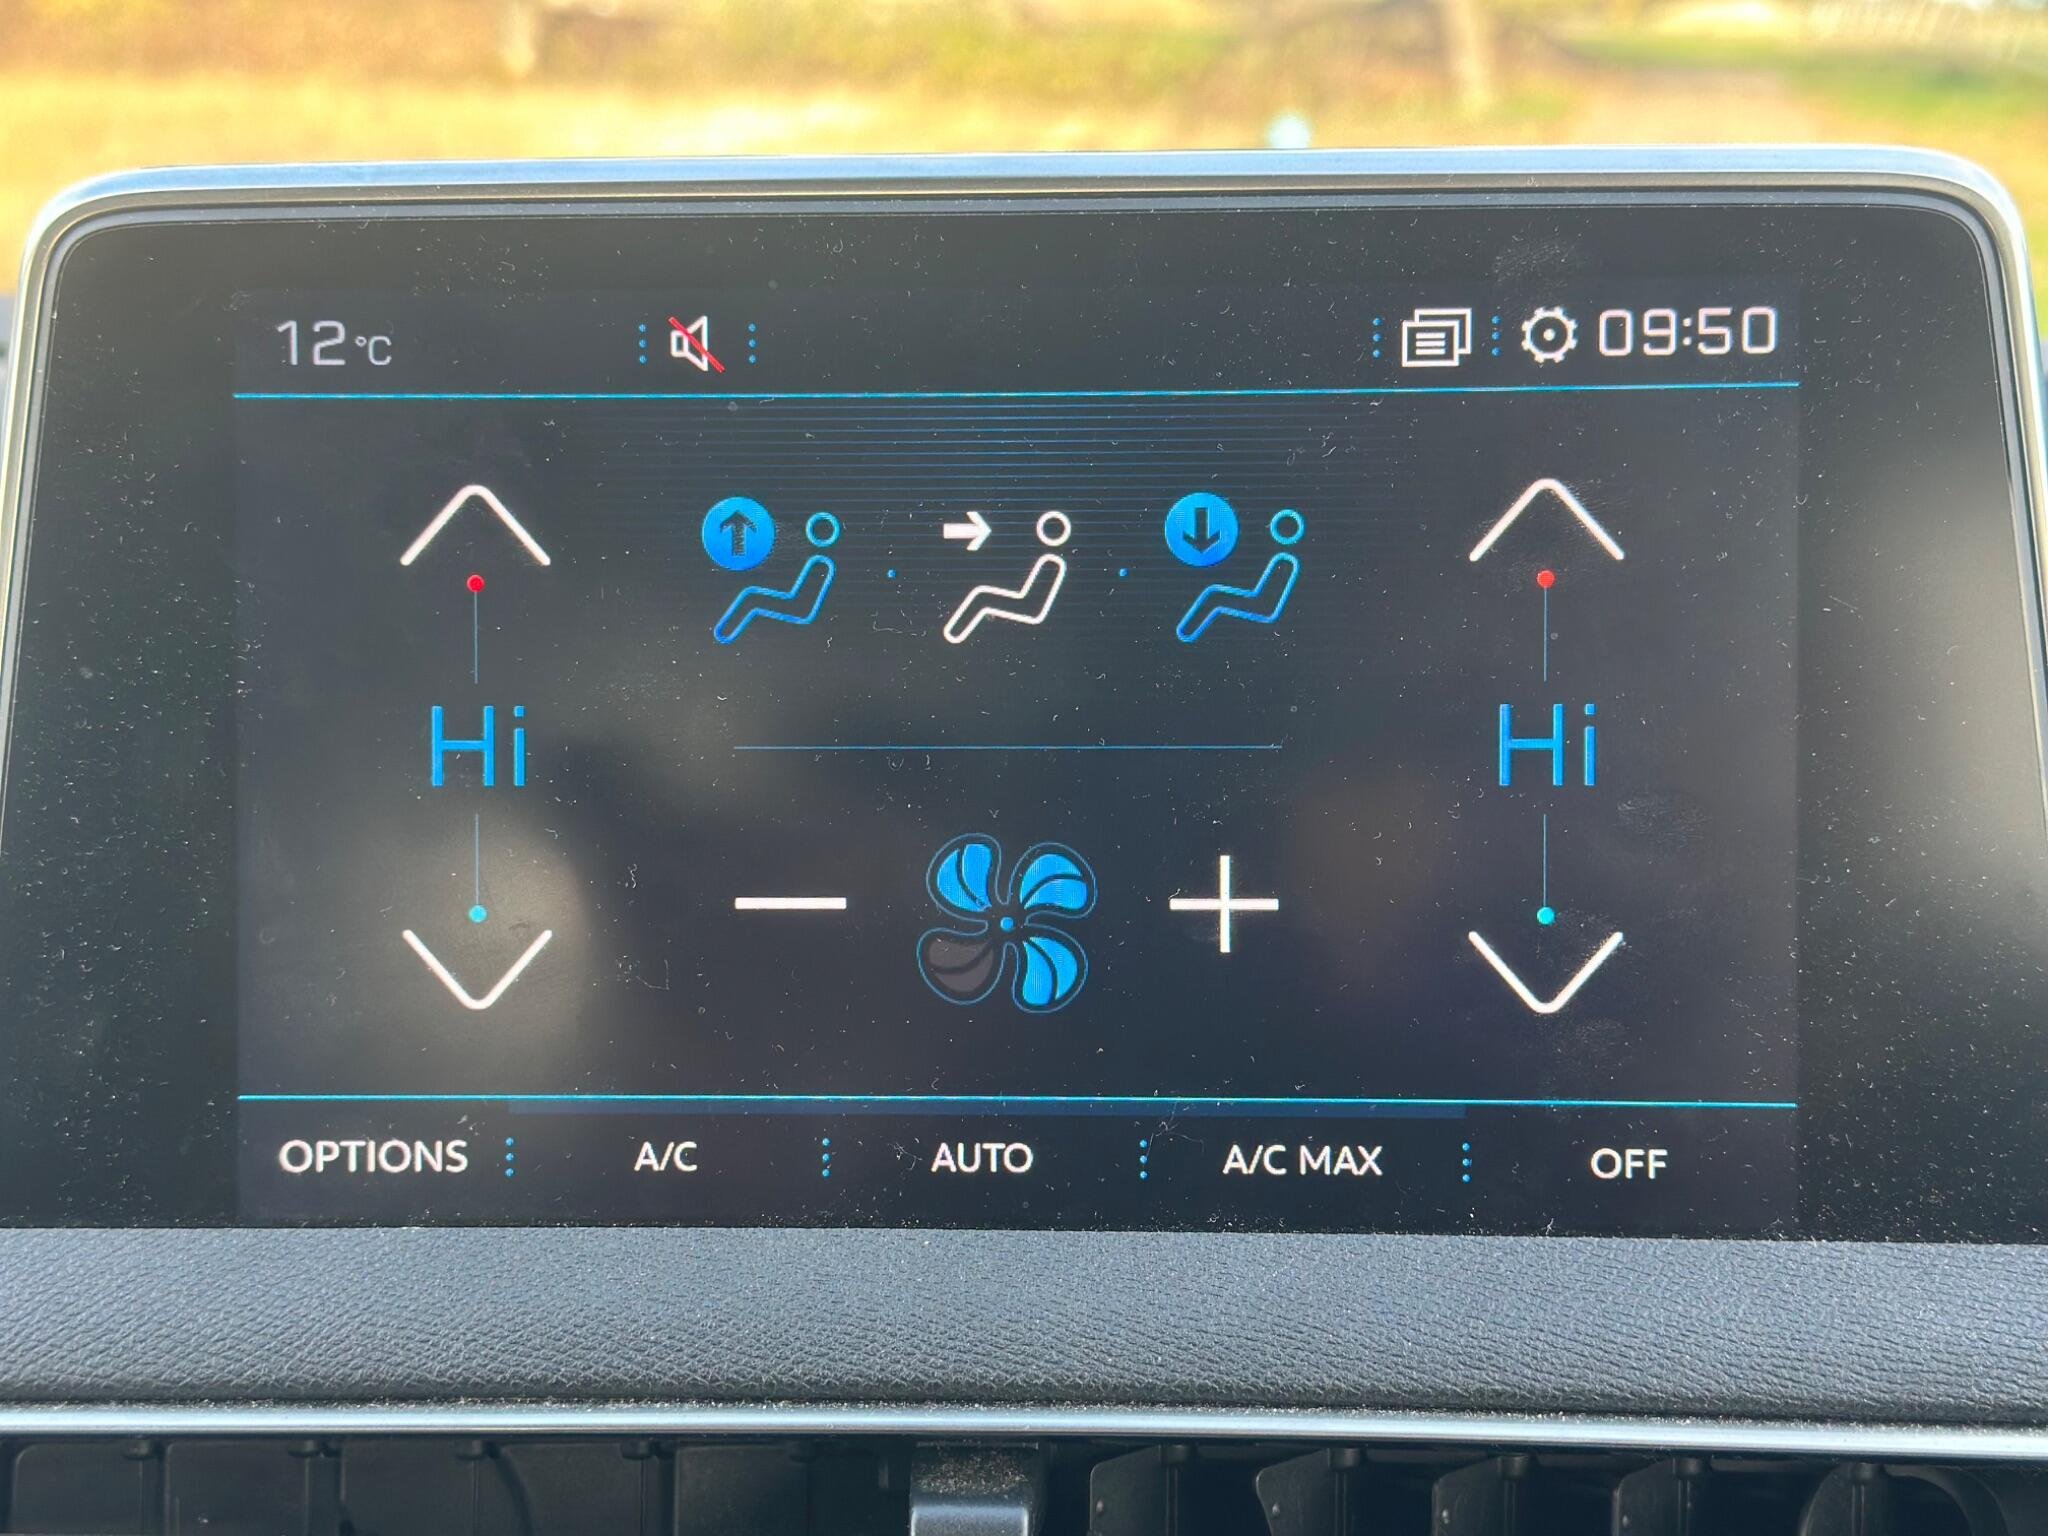 12 °C
09:50
Hi
Hi
OPTIONS
A/C
AUTO
A/C MAX
OFF